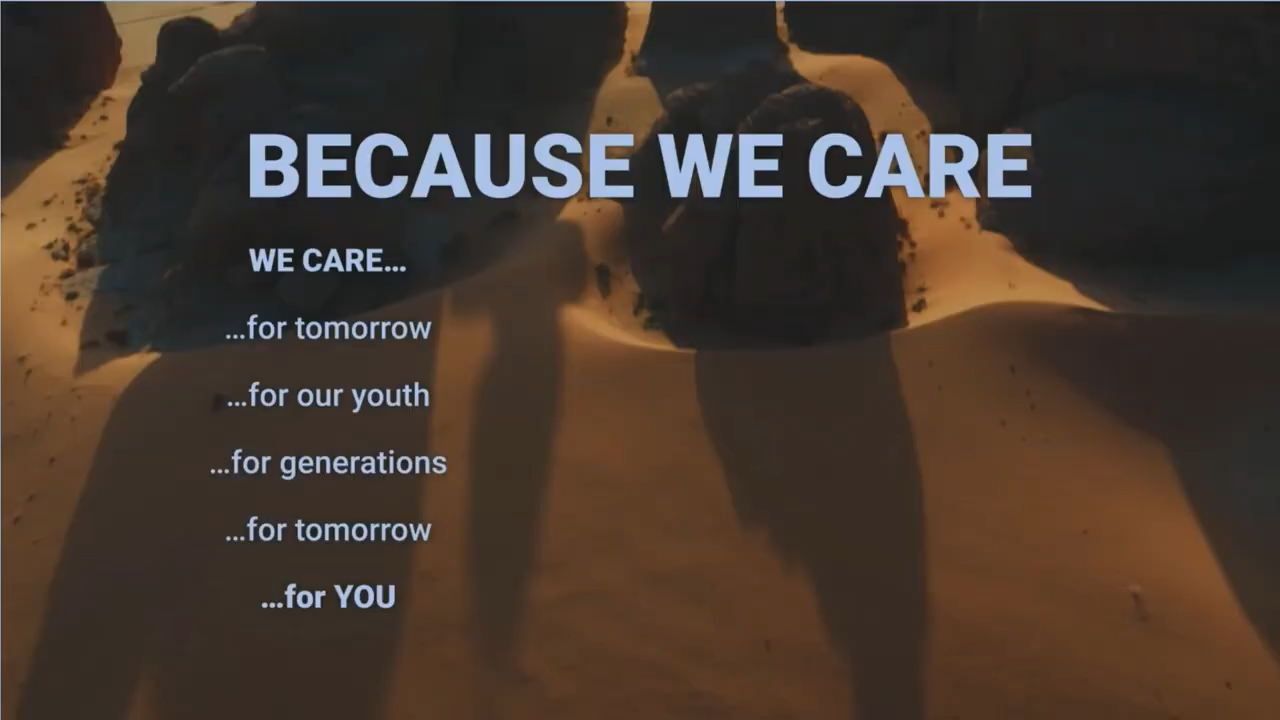 BECAUSE WE CARE
WE CARE...
...for tomorrow
...for our youth
...for generations
...for tomorrow
...for YOU